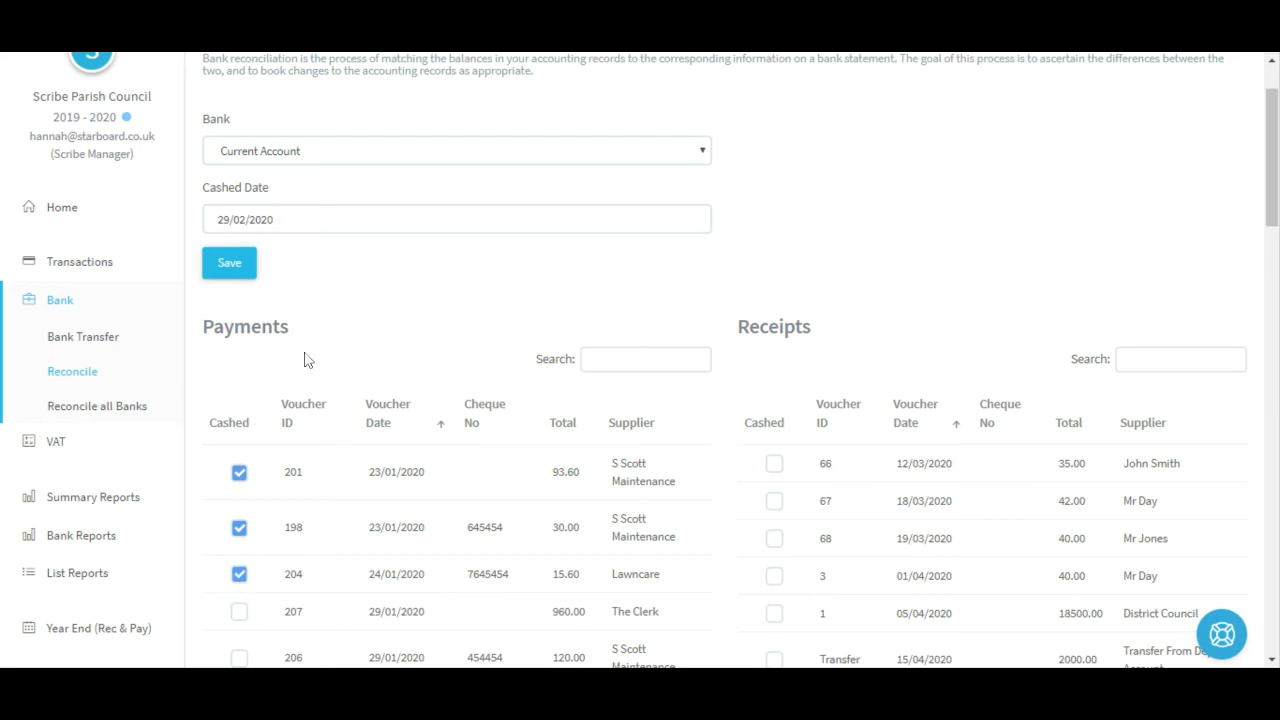 Bank reconciliation is the process of matching the balances in your accounting records to the corresponding information on a bank statement. The goal of this process is to ascertain the differences between the
two, and to book changes to the accounting records as appropriate.
Scribe Parish Council
2019 - 2020
hannah@starboard.co.uk
(Scribe Manager)
Home
Transactions
Bank
Bank Transfer
Reconcile
Reconcile all Banks
VAT
Summary Reports
Bank Reports
List Reports
Year End (Rec & Pay)
Bank
Current Account
Cashed Date
29/02/2020
Save
Payments
Search:
Cashed Voucher ID Voucher Date Cheque No Total Supplier
201 23/01/2020 93.60 S Scott Maintenance
198 23/01/2020 645454 30.00 S Scott Maintenance
204 24/01/2020 7645454 15.60 Lawncare
207 29/01/2020 960.00 The Clerk
206 29/01/2020 454454 120.00 S Scott Maintenance
Receipts
Search:
Cashed Voucher ID Voucher Date Cheque No Total Supplier
66 12/03/2020 35.00 John Smith
67 18/03/2020 42.00 Mr Day
68 19/03/2020 40.00 Mr Jones
3 01/04/2020 40.00 Mr Day
1 05/04/2020 18500.00 District Council
Transfer 15/04/2020 2000.00 Transfer From